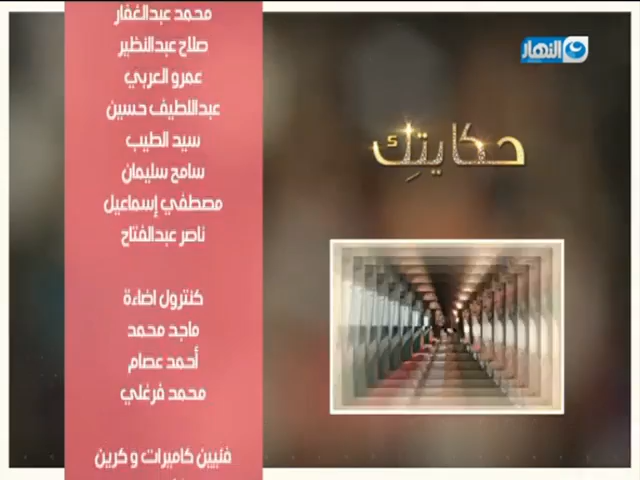 محمد عبدالغفار
صلاح عبدالنظير
عمرو العربي
عبداللطيف حسين
سيد الطيب
سامح سليمان
مصطفي إسماعيل
ناصر عبدالفتاح
كنترول اضاءة
ماجد محمد
أحمد عصام
محمد فرغلي
فنيين كاميرات و كرين
النهار
حكايتِك